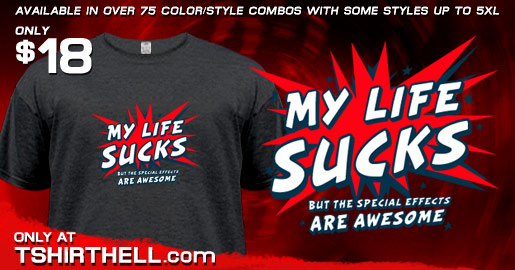 AVAILABLE IN OVER 75 COLOR/STYLE COMBOS WITH SOME STYLES UP TO 5XL
ONLY
$18
MY LIFE
SUCKS
BUT THE SPECIAL EFFECTS
ARE AWESOME
MY LIFE
SUCKS
BUT THE SPECIAL EFFECTS
ARE AWESOME
ONLY AT
TSHIRTHELL.com